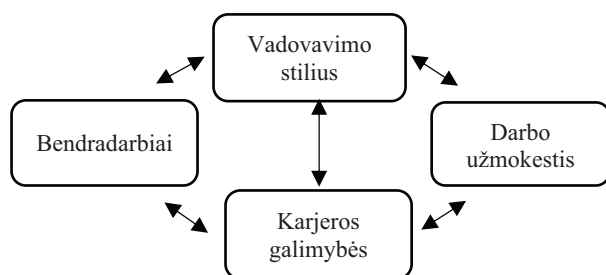 Vadovavimo
stilius
Bendradarbiai
Darbo
užmokestis
Karjeros
galimybės